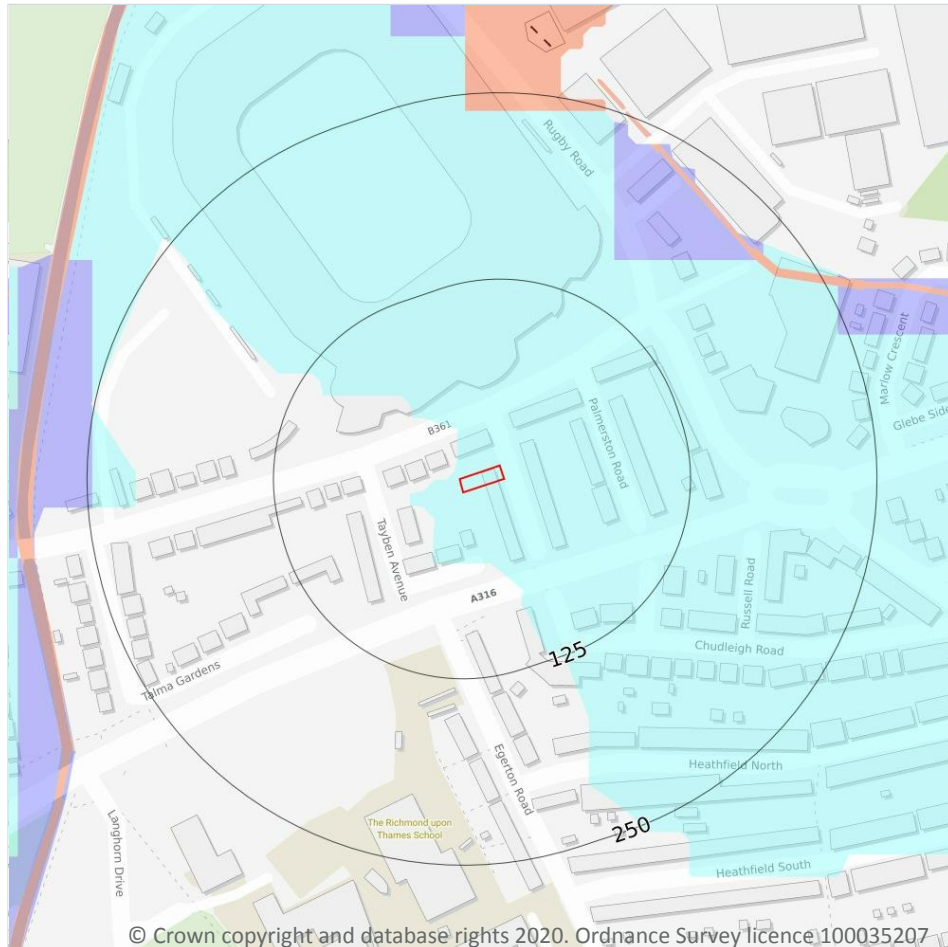 Rugby Road
Marlow Crescent
Glebe Side
B361
Palmerston Road
Tayben Avenue
A316
Russell Road
125
Chudleigh Road
Talma Gardens
Egerton Road
Heathfield North
Langhorn Drive
The Richmond upon
Thames School
250
Heathfield South
© Crown copyright and database rights 2020. Ordnance Survey licence 100035207